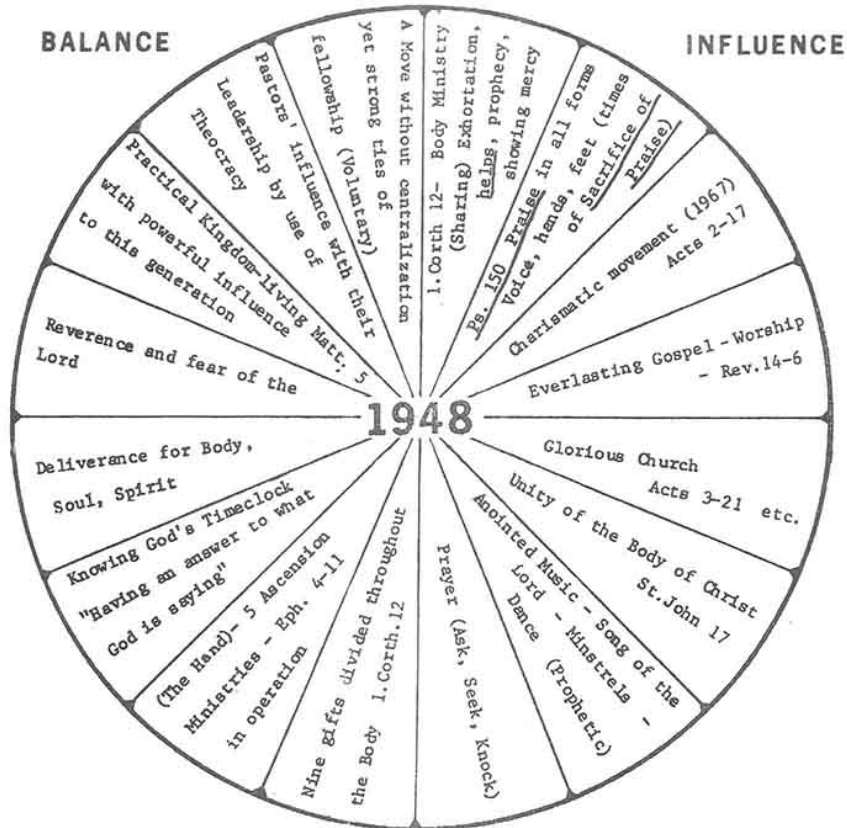 BALANCE
INFLUENCE
1.Corth 12- Body Ministry
(Sharing) Exhortation,
helps, prophecy,
showing mercy
Ps. 150 Praise in all forms
Voice, hands, feet (times
of Sacrifice of
Praise)
Charismatic movement (1967)
Acts 2-17
Everlasting Gospel - Worship
- Rev.14-6
Glorious Church
Acts 3-21 etc.
Unity of the Body of Christ
St.John 17
Anointed Music - Song of the
Lord - Minstrels -
Dance (Prophetic)
Prayer (Ask, Seek, Knock)
Nine gifts divided throughout
the Body 1.Corth.12
(The Hand)- 5 Ascension
Ministries - Eph. 4-11
in operation
Knowing God's Timeclock
"Having an answer to what
God is saying"
Deliverance for Body,
Soul, Spirit
Reverence and fear of the
Lord
Practical Kingdom-living Matt. 5
with powerful influence
to this generation
Pastors' influence with their
Leadership by use of
Theocracy
A Move without centralization
yet strong ties of
fellowship (Voluntary)
1948